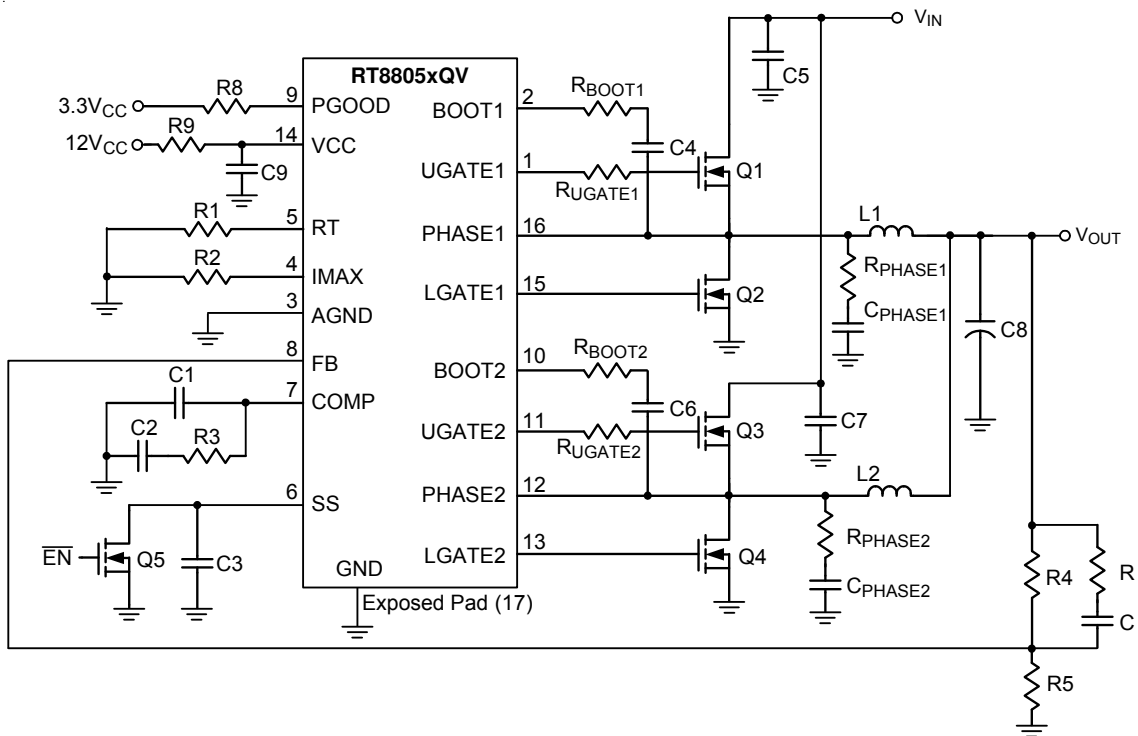 V_IN
RT8805xQV
C5
R_BOOT1
3.3V_CC
R8
9
PGOOD
BOOT1
2
12V_CC
R9
14
VCC
C4
C9
UGATE1
1
R_UGATE1
Q1
R1
5
RT
PHASE1
16
L1
V_OUT
R2
4
IMAX
R_PHASE1
3
AGND
LGATE1
15
Q2
C_PHASE1
C8
8
FB
R_BOOT2
BOOT2
10
C1
7
COMP
C6
C2
R3
UGATE2
11
R_UGATE2
Q3
C7
L2
6
SS
PHASE2
12
EN
Q5
C3
R_PHASE2
LGATE2
13
Q4
R4
R
GND
C_PHASE2
C
Exposed Pad (17)
R5